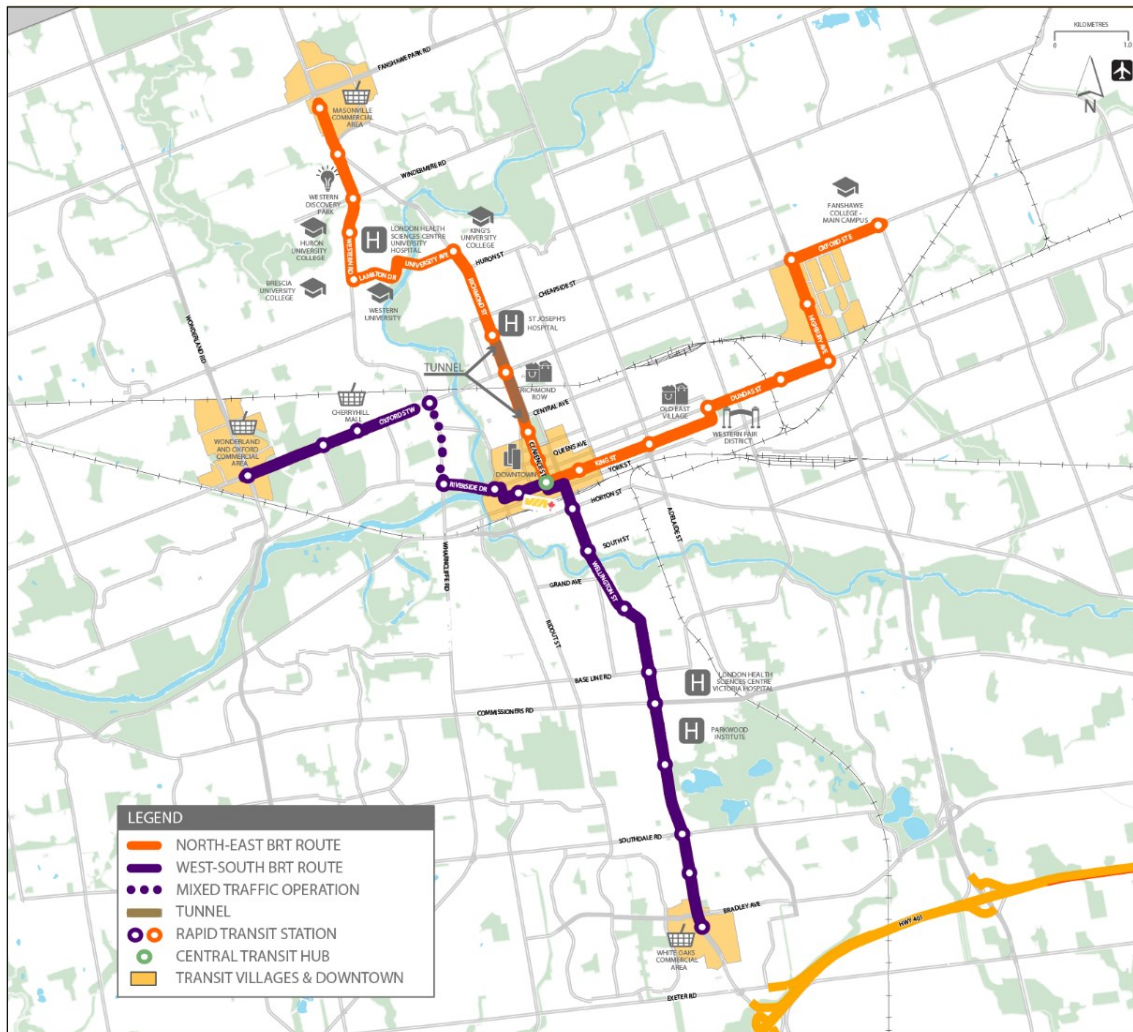 KILOMETRES
0 1.0
N
FANSHAWE PARK RD
MASONVILLE
COMMERCIAL
AREA
WINDERMERE RD
WESTERN
DISCOVERY
PARK
HURON
UNIVERSITY
COLLEGE
WESTERN RD
H
LONDON HEALTH
SCIENCES CENTRE
UNIVERSITY
HOSPITAL
KING'S
UNIVERSITY
COLLEGE
FANSHAWE
COLLEGE -
MAIN CAMPUS
OXFORD ST E
BRESCIA
UNIVERSITY
COLLEGE
LAMBTON DR
UNIVERSITY AVE
HURON ST
WESTERN
UNIVERSITY
RICHMOND ST
CHEAPSIDE ST
WONDERLAND RD
H
ST JOSEPH'S
HOSPITAL
HIGHBURY AVE
TUNNEL
RICHMOND
ROW
DUNDAS ST
CHERRYHILL
MALL
OXFORD ST W
CENTRAL AVE
OLD EAST
VILLAGE
WESTERN FAIR
DISTRICT
WONDERLAND
AND OXFORD
COMMERCIAL
AREA
CLARENCE ST
QUEENS AVE
DOWNTOWN
KING ST
YORK ST
RIVERSIDE DR
HORTON ST
ADELAIDE ST
SOUTH ST
WHARNCLIFFE RD
GRAND AVE
WELLINGTON ST
RIDOUT ST
BASE LINE RD
H
LONDON HEALTH
SCIENCES CENTRE
VICTORIA HOSPITAL
COMMISSIONERS RD
H
PARKWOOD
INSTITUTE
SOUTHDALE RD
BRADLEY AVE
HWY 401
WHITE OAKS
COMMERCIAL
AREA
EXETER RD
LEGEND
NORTH-EAST BRT ROUTE
WEST-SOUTH BRT ROUTE
MIXED TRAFFIC OPERATION
TUNNEL
RAPID TRANSIT STATION
CENTRAL TRANSIT HUB
TRANSIT VILLAGES & DOWNTOWN